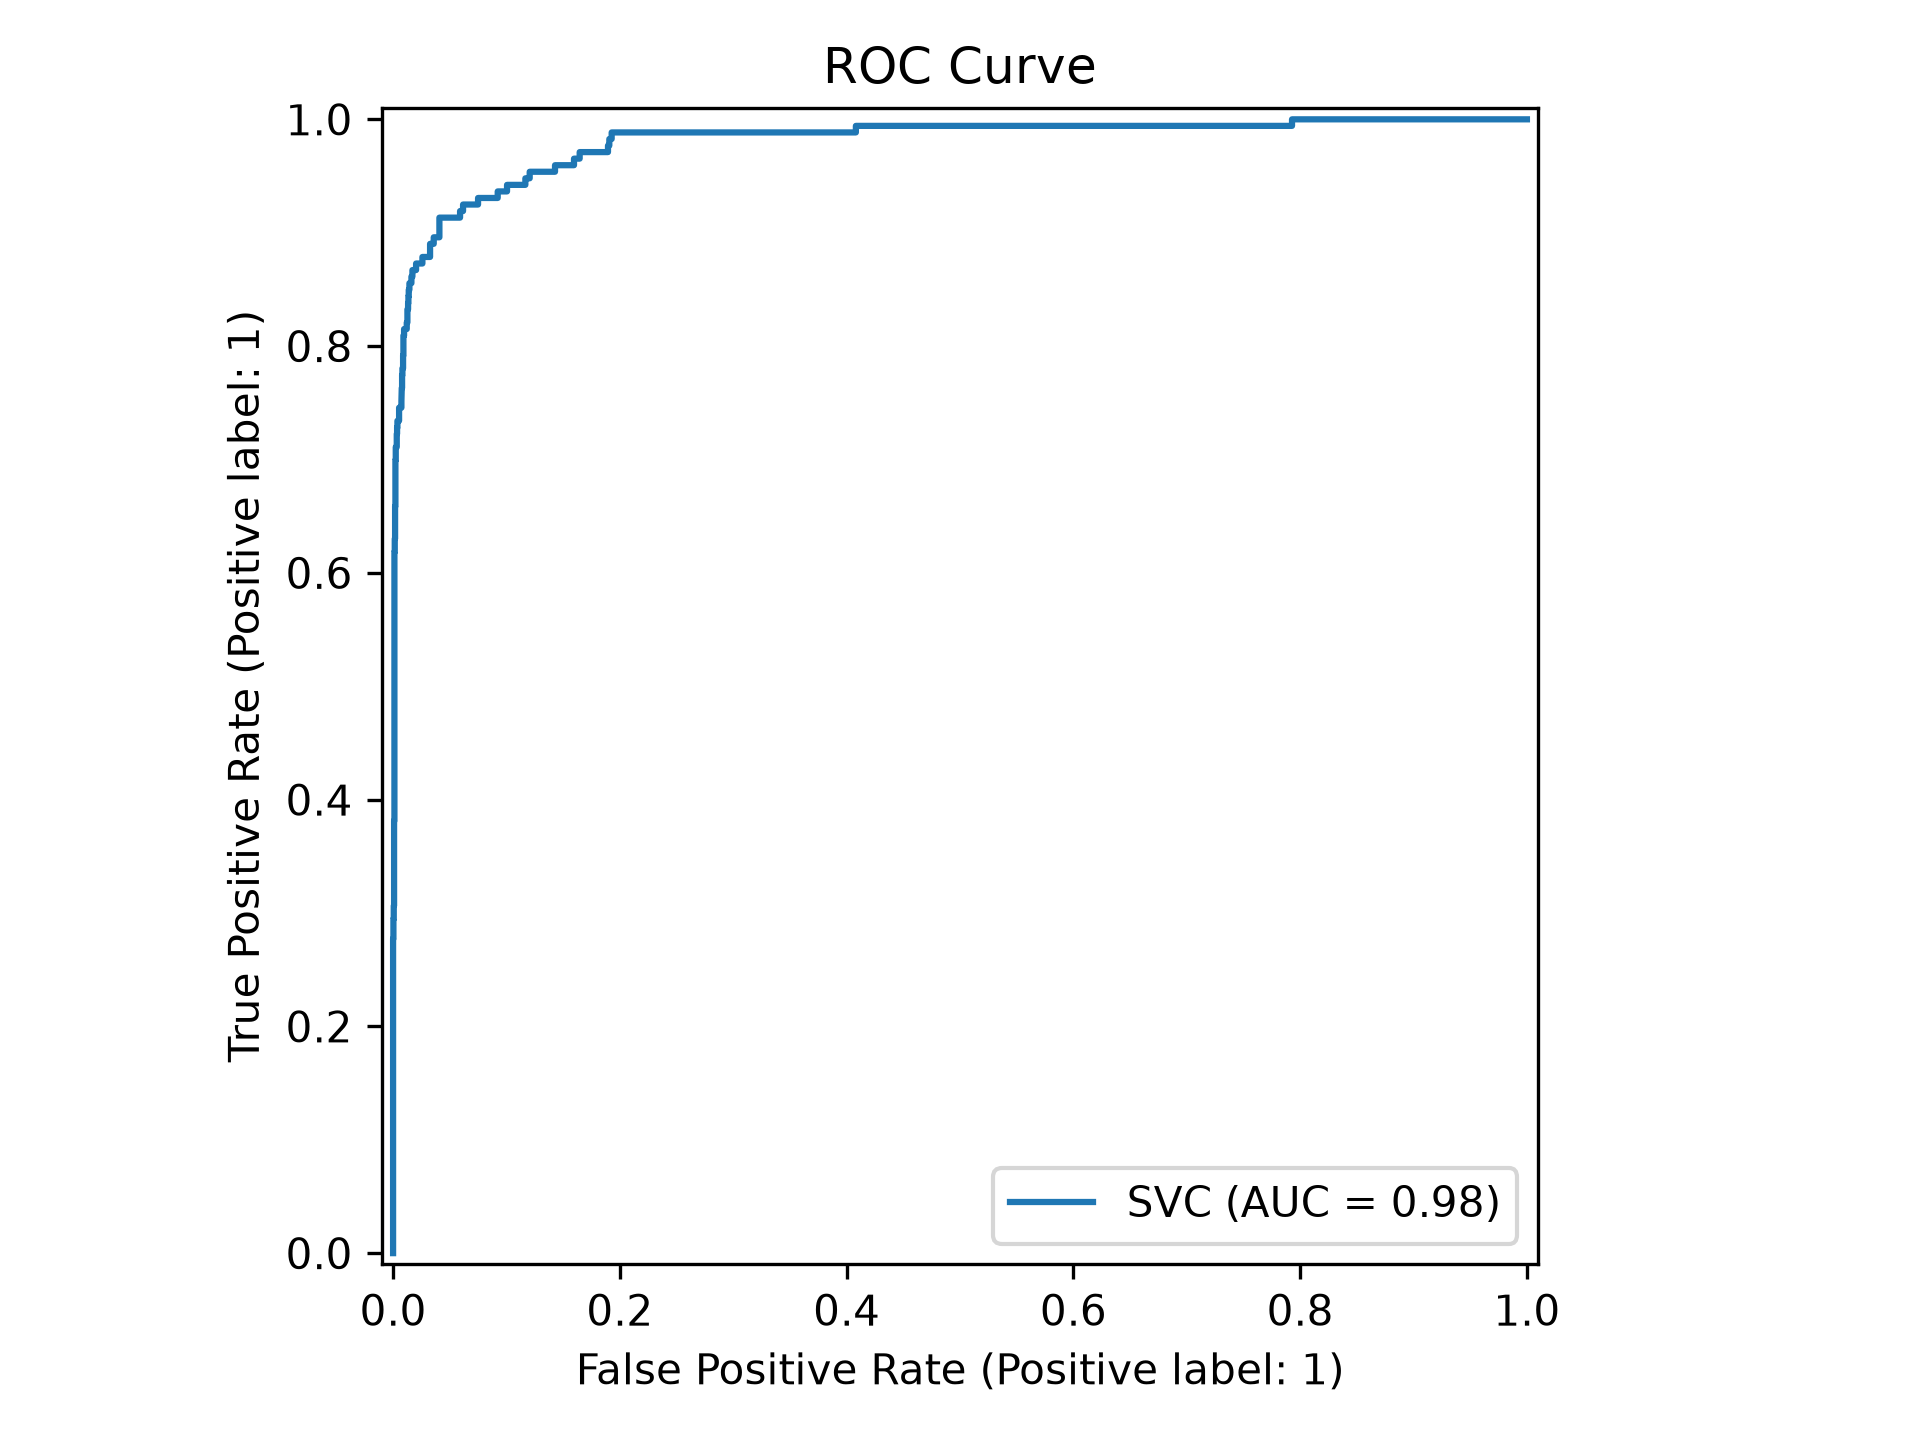 ROC Curve
True Positive Rate (Positive label: 1)
1.0
0.8
0.6
0.4
0.2
0.0
SVC (AUC = 0.98)
0.0 0.2 0.4 0.6 0.8 1.0
False Positive Rate (Positive label: 1)